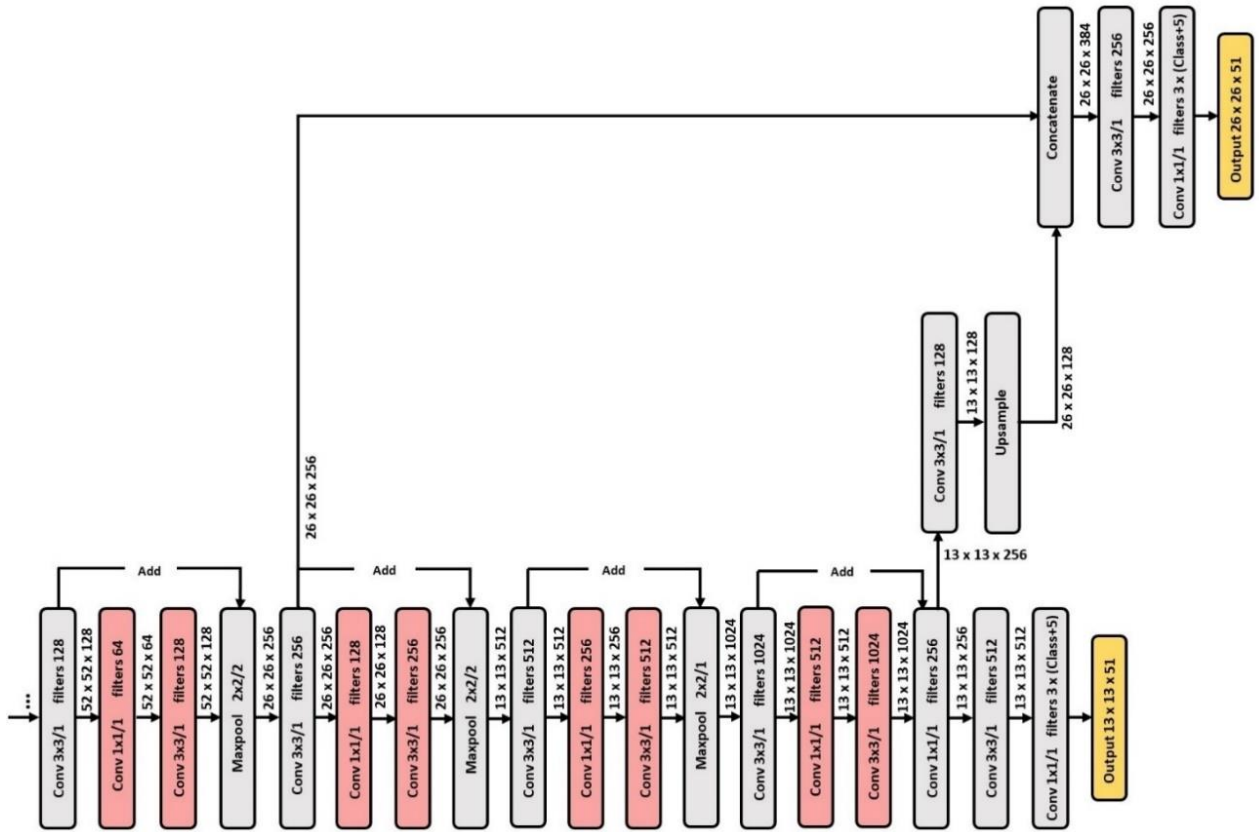 ....
Conv 3x3/1 filters 128
52 x 52 x 128
Conv 1x1/1 filters 64
52 x 52 x 64
Conv 3x3/1 filters 128
52 x 52 x 128
Add
Maxpool 2x2/2
26 x 26 x 256
Conv 3x3/1 filters 256
26 x 26 x 256
26 x 26 x 256
Conv 1x1/1 filters 128
26 x 26 x 128
Conv 3x3/1 filters 256
26 x 26 x 256
Add
Maxpool 2x2/2
13 x 13 x 512
Conv 3x3/1 filters 512
13 x 13 x 512
Conv 1x1/1 filters 256
13 x 13 x 256
Conv 3x3/1 filters 512
13 x 13 x 512
Add
Maxpool 2x2/1
13 x 13 x 1024
Conv 3x3/1 filters 1024
13 x 13 x 1024
Conv 1x1/1 filters 512
13 x 13 x 512
Conv 3x3/1 filters 1024
13 x 13 x 1024
Add
Conv 1x1/1 filters 256
13 x 13 x 256
Conv 3x3/1 filters 512
13 x 13 x 512
Conv 1x1/1 filters 3 x (Class+5)
Output 13 x 13 x 51
13 x 13 x 256
Conv 3x3/1 filters 128
13 x 13 x 128
Upsample
26 x 26 x 128
Concatenate
26 x 26 x 384
Conv 3x3/1 filters 256
26 x 26 x 256
Conv 1x1/1 filters 3 x (Class+5)
Output 26 x 26 x 51